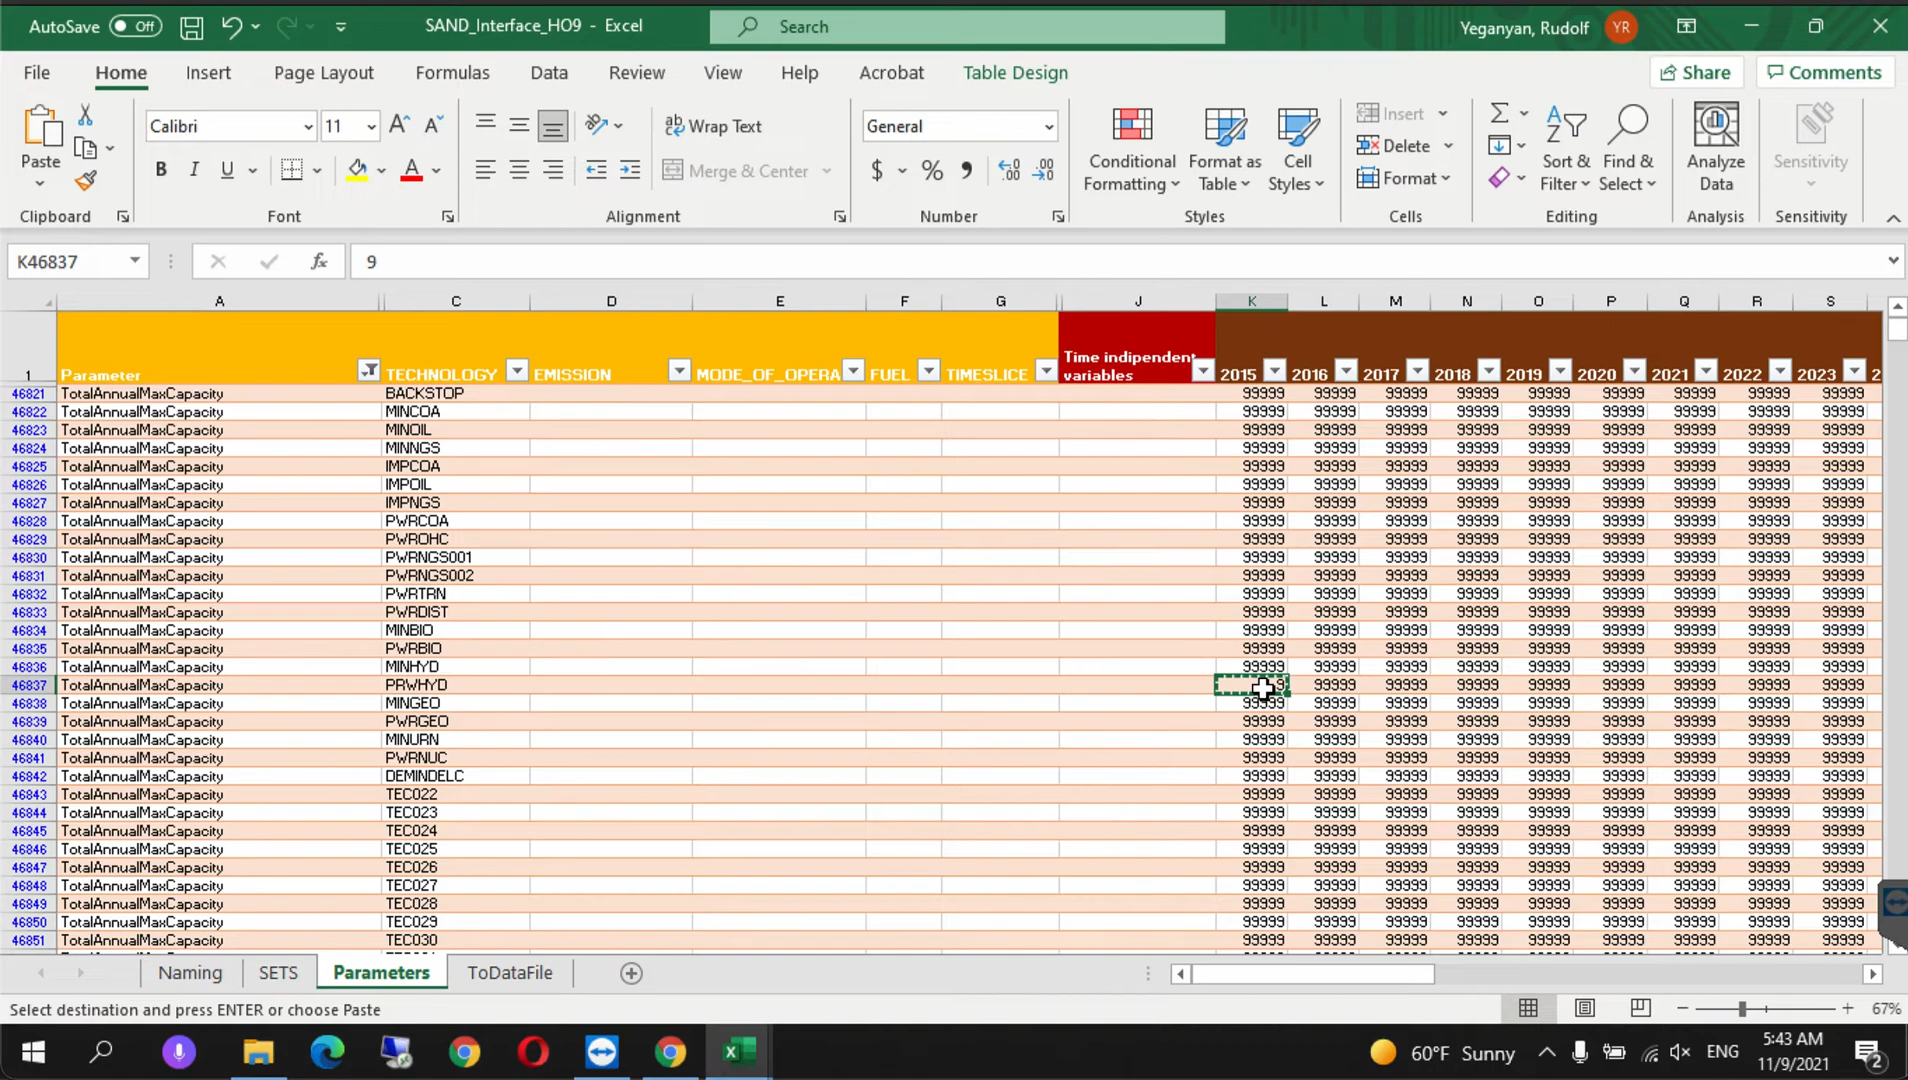 AutoSave Off SAND_Interface_HO9 - Excel Search Yeganyan, Rudolf YR
File Home Insert Page Layout Formulas Data Review View Help Acrobat Table Design Share Comments
Paste Calibri 11 Wrap Text General Conditional Formatting Format as Table Cell Styles Insert Sort & Filter Find & Select Analyze Data Sensitivity
B I U Merge & Center $ % Delete
Format
Clipboard Font Alignment Number Styles Cells Editing Analysis Sensitivity
K46837 fx 9
A C D E F G J K L M N O P Q R S
1 Parameter TECHNOLOGY EMISSION MODE_OF_OPERA FUEL TIMESLICE Time indipendent variables 2015 2016 2017 2018 2019 2020 2021 2022 2023 2
46821 TotalAnnualMaxCapacity BACKSTOP 99999 99999 99999 99999 99999 99999 99999 99999 99999
46822 TotalAnnualMaxCapacity MINCOA 99999 99999 99999 99999 99999 99999 99999 99999 99999
46823 TotalAnnualMaxCapacity MINOIL 99999 99999 99999 99999 99999 99999 99999 99999 99999
46824 TotalAnnualMaxCapacity MINNGS 99999 99999 99999 99999 99999 99999 99999 99999 99999
46825 TotalAnnualMaxCapacity IMPCOA 99999 99999 99999 99999 99999 99999 99999 99999 99999
46826 TotalAnnualMaxCapacity IMPOIL 99999 99999 99999 99999 99999 99999 99999 99999 99999
46827 TotalAnnualMaxCapacity IMPNGS 99999 99999 99999 99999 99999 99999 99999 99999 99999
46828 TotalAnnualMaxCapacity PWRCOA 99999 99999 99999 99999 99999 99999 99999 99999 99999
46829 TotalAnnualMaxCapacity PWROHC 99999 99999 99999 99999 99999 99999 99999 99999 99999
46830 TotalAnnualMaxCapacity PWRNGS001 99999 99999 99999 99999 99999 99999 99999 99999 99999
46831 TotalAnnualMaxCapacity PWRNGS002 99999 99999 99999 99999 99999 99999 99999 99999 99999
46832 TotalAnnualMaxCapacity PWRTRN 99999 99999 99999 99999 99999 99999 99999 99999 99999
46833 TotalAnnualMaxCapacity PWRDIST 99999 99999 99999 99999 99999 99999 99999 99999 99999
46834 TotalAnnualMaxCapacity MINBIO 99999 99999 99999 99999 99999 99999 99999 99999 99999
46835 TotalAnnualMaxCapacity PWRBIO 99999 99999 99999 99999 99999 99999 99999 99999 99999
46836 TotalAnnualMaxCapacity MINHYD 99999 99999 99999 99999 99999 99999 99999 99999 99999
46837 TotalAnnualMaxCapacity PRWHYD 9 99999 99999 99999 99999 99999 99999 99999 99999
46838 TotalAnnualMaxCapacity MINGEO 99999 99999 99999 99999 99999 99999 99999 99999 99999
46839 TotalAnnualMaxCapacity PWRGEO 99999 99999 99999 99999 99999 99999 99999 99999 99999
46840 TotalAnnualMaxCapacity MINURN 99999 99999 99999 99999 99999 99999 99999 99999 99999
46841 TotalAnnualMaxCapacity PWRNUC 99999 99999 99999 99999 99999 99999 99999 99999 99999
46842 TotalAnnualMaxCapacity DEMINDELC 99999 99999 99999 99999 99999 99999 99999 99999 99999
46843 TotalAnnualMaxCapacity TEC022 99999 99999 99999 99999 99999 99999 99999 99999 99999
46844 TotalAnnualMaxCapacity TEC023 99999 99999 99999 99999 99999 99999 99999 99999 99999
46845 TotalAnnualMaxCapacity TEC024 99999 99999 99999 99999 99999 99999 99999 99999 99999
46846 TotalAnnualMaxCapacity TEC025 99999 99999 99999 99999 99999 99999 99999 99999 99999
46847 TotalAnnualMaxCapacity TEC026 99999 99999 99999 99999 99999 99999 99999 99999 99999
46848 TotalAnnualMaxCapacity TEC027 99999 99999 99999 99999 99999 99999 99999 99999 99999
46849 TotalAnnualMaxCapacity TEC028 99999 99999 99999 99999 99999 99999 99999 99999 99999
46850 TotalAnnualMaxCapacity TEC029 99999 99999 99999 99999 99999 99999 99999 99999 99999
46851 TotalAnnualMaxCapacity TEC030 99999 99999 99999 99999 99999 99999 99999 99999 99999
Naming SETS Parameters ToDataFile
Select destination and press ENTER or choose Paste 67%
60°F Sunny ENG 5:43 AM
11/9/2021 2